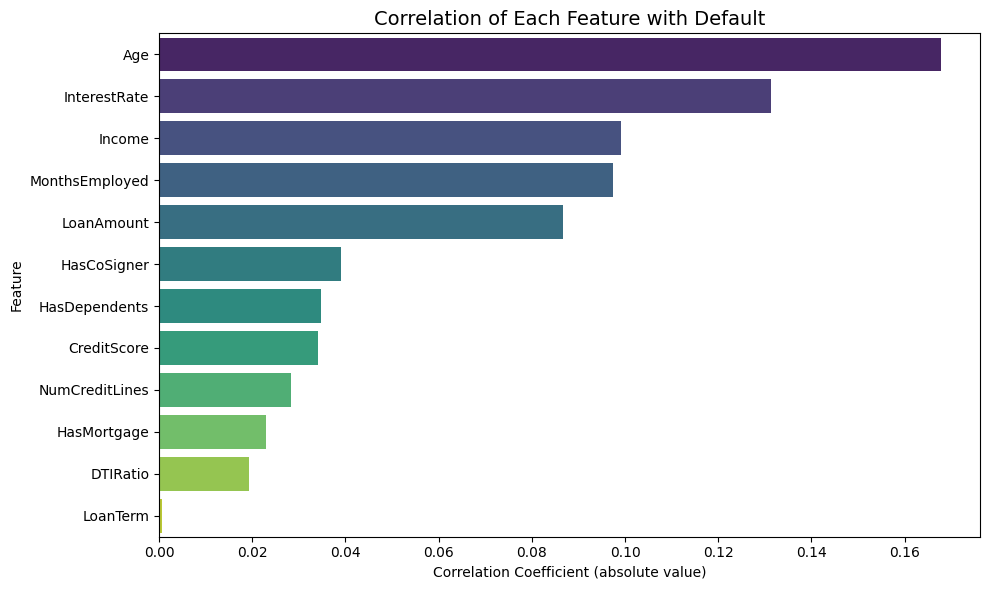 Correlation of Each Feature with Default
Age
InterestRate
Income
MonthsEmployed
LoanAmount
HasCoSigner
HasDependents
CreditScore
NumCreditLines
HasMortgage
DTIRatio
LoanTerm
Feature
0.00 0.02 0.04 0.06 0.08 0.10 0.12 0.14 0.16
Correlation Coefficient (absolute value)